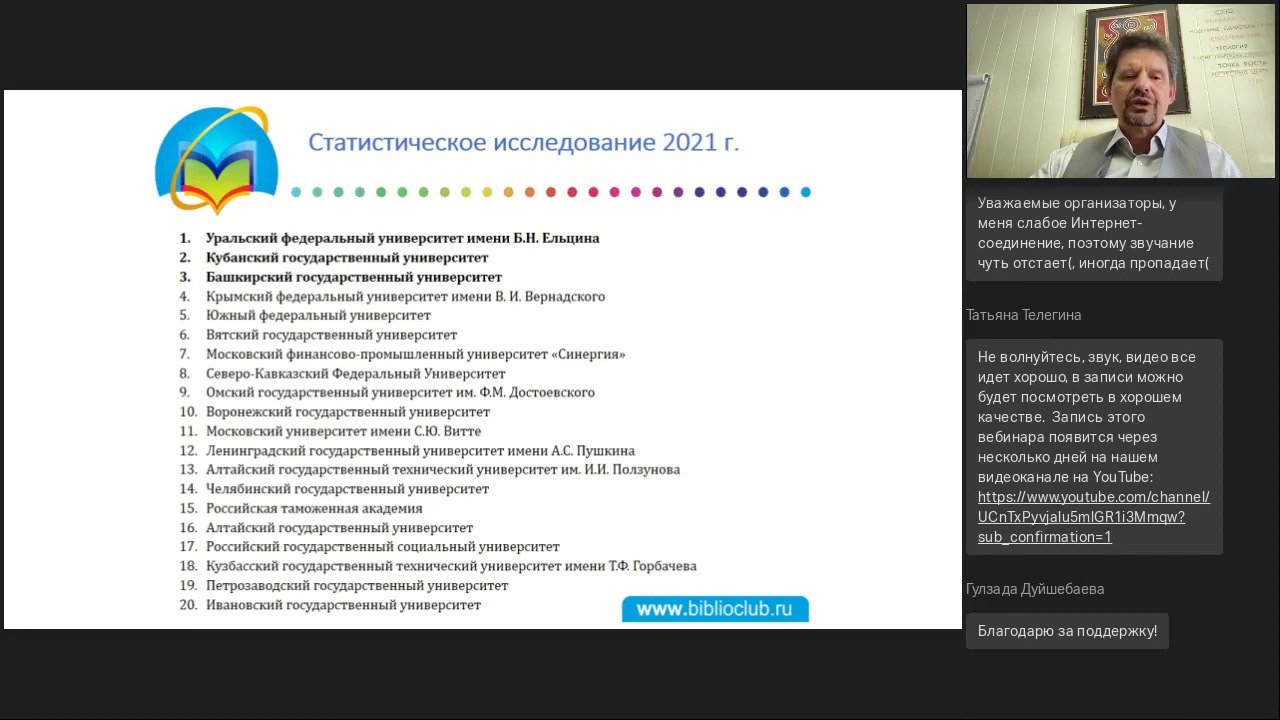 Статистическое исследование 2021 г.
1. Уральский федеральный университет имени Б.Н. Ельцина
2. Кубанский государственный университет
3. Башкирский государственный университет
4. Крымский федеральный университет имени В. И. Вернадского
5. Южный федеральный университет
6. Вятский государственный университет
7. Московский финансово-промышленный университет «Синергия»
8. Северо-Кавказский Федеральный Университет
9. Омский государственный университет им. Ф.М. Достоевского
10. Воронежский государственный университет
11. Московский университет имени С.Ю. Витте
12. Ленинградский государственный университет имени А.С. Пушкина
13. Алтайский государственный технический университет им. И.И. Ползунова
14. Челябинский государственный университет
15. Российская таможенная академия
16. Алтайский государственный университет
17. Российский государственный социальный университет
18. Кузбасский государственный технический университет имени Т.Ф. Горбачева
19. Петрозаводский государственный университет
20. Ивановский государственный университет
www.biblioclub.ru
ТЕОЛОГИЯ
ТОЧКА РОСТА
Уважаемые организаторы, у
меня слабое Интернет-
соединение, поэтому звучание
чуть отстает(, иногда пропадает(
Татьяна Телегина
Не волнуйтесь, звук, видео все
идет хорошо, в записи можно
будет посмотреть в хорошем
качестве. Запись этого
вебинара появится через
несколько дней на нашем
видеоканале на YouTube:
https://www.youtube.com/channel/
UCnTxPyvjalu5mlGR1i3Mmqw?
sub_confirmation=1
Гулзада Дуйшебаева
Благодарю за поддержку!